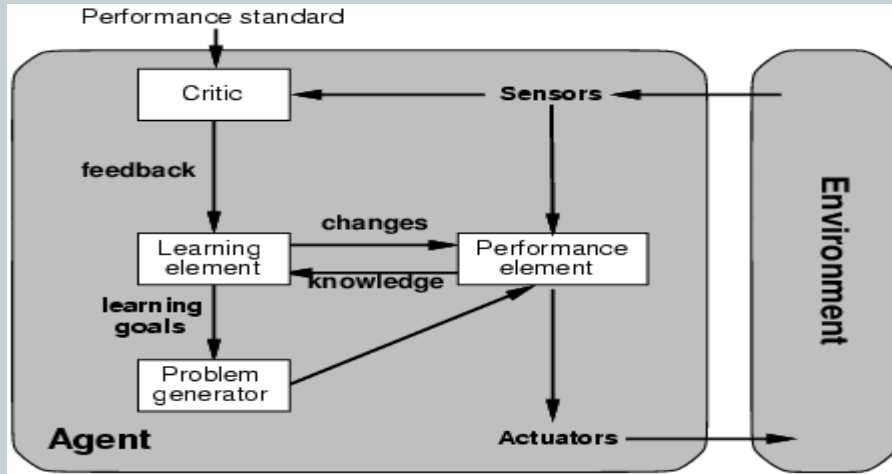 Performance standard
Critic
Sensors
feedback
changes
Learning
element
Performance
element
knowledge
learning
goals
Problem
generator
Agent
Actuators
Environment